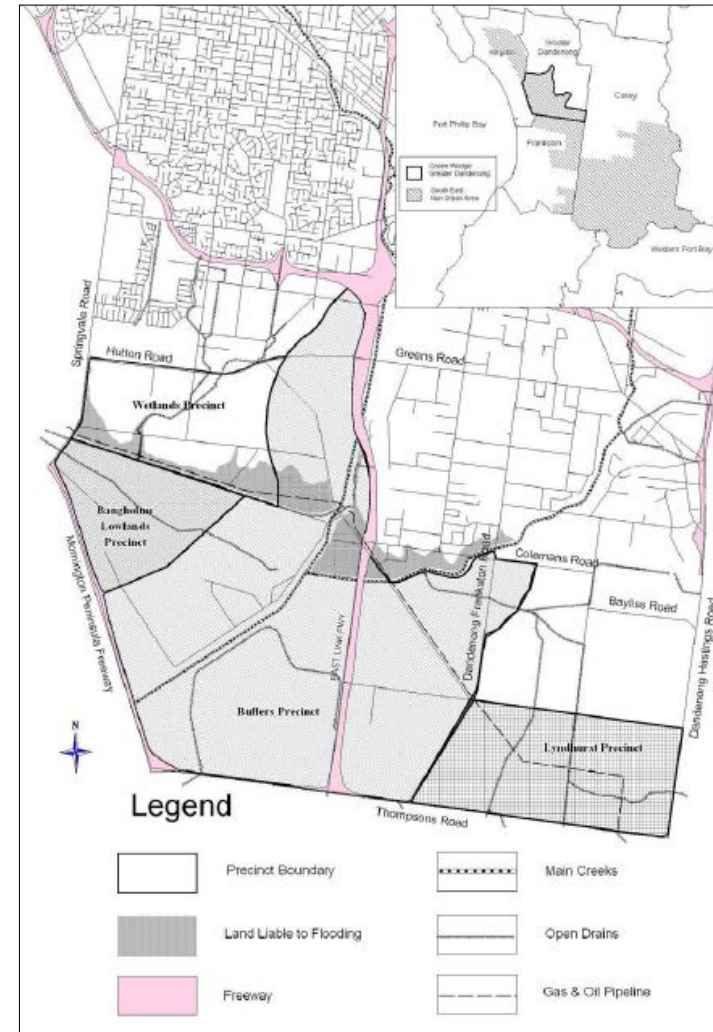 Greater
Dandenong
Kingston
Casey
Port Phillip Bay
Frankston
Green Wedge
Greater Dandenong
South East
Non Urban Area
Western Port Bay
Springvale Road
Hutton Road
Greens Road
Wetlands Precinct
Bangholme
Lowlands
Precinct
Mornington Peninsula Freeway
Colemans Road
Bayliss Road
Dandenong Frankston Road
Dandenong Hastings Road
EAST LINK FWY
Buffers Precinct
Lyndhurst Precinct
N
Thompsons Road
Legend
Precinct Boundary
Main Creeks
Land Liable to Flooding
Open Drains
Freeway
Gas & Oil Pipeline